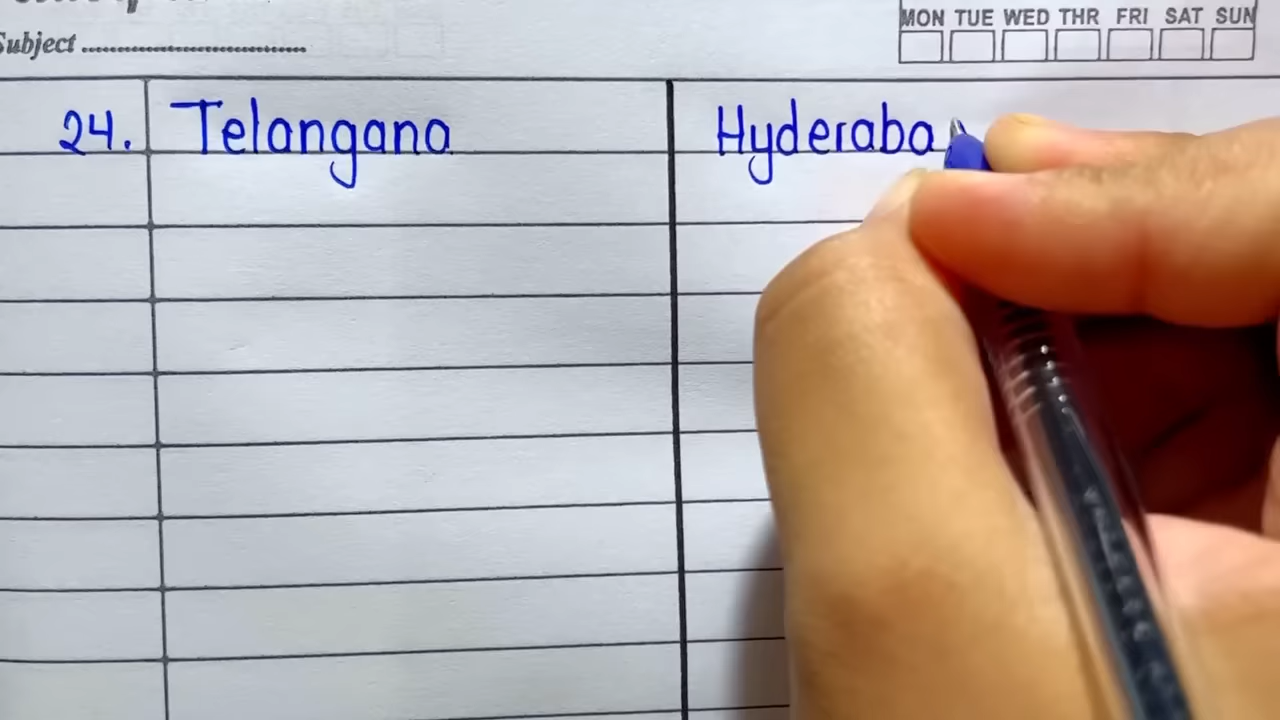 MON TUE WED THR FRI SAT SUN
Subject ........................................
24. Telangana Hyderaba